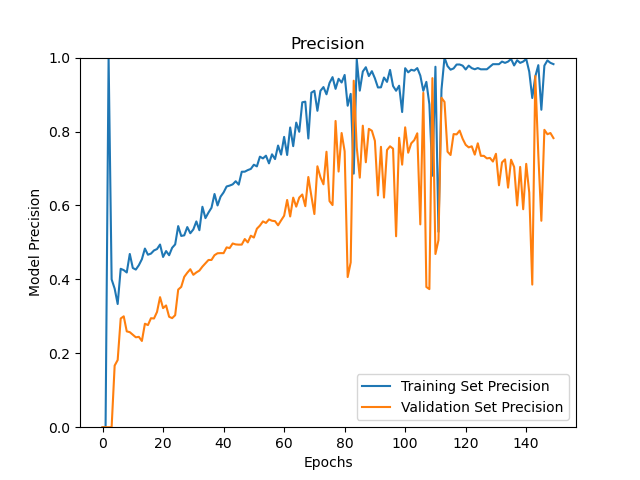 Precision
1.0
0.8
0.6
0.4
0.2
0.0
Model Precision
0 20 40 60 80 100 120 140
Epochs
Training Set Precision
Validation Set Precision